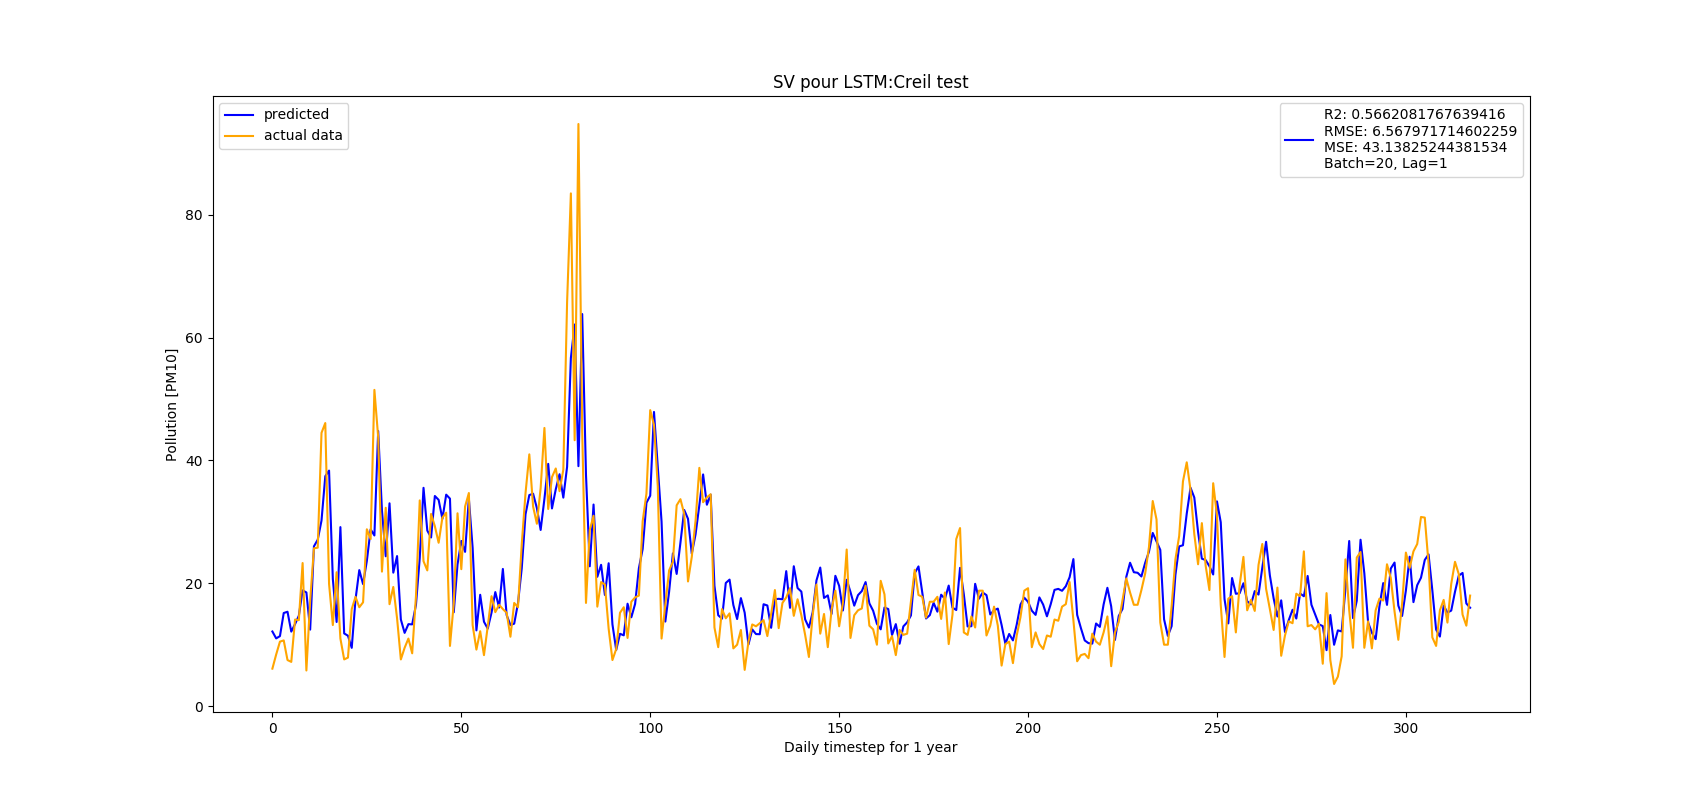 SV pour LSTM:Creil test
predicted
actual data
R2: 0.5662081767639416
RMSE: 6.567971714602259
MSE: 43.13825244381534
Batch=20, Lag=1
Pollution [PM10]
80
60
40
20
0
0 50 100 150 200 250 300
Daily timestep for 1 year